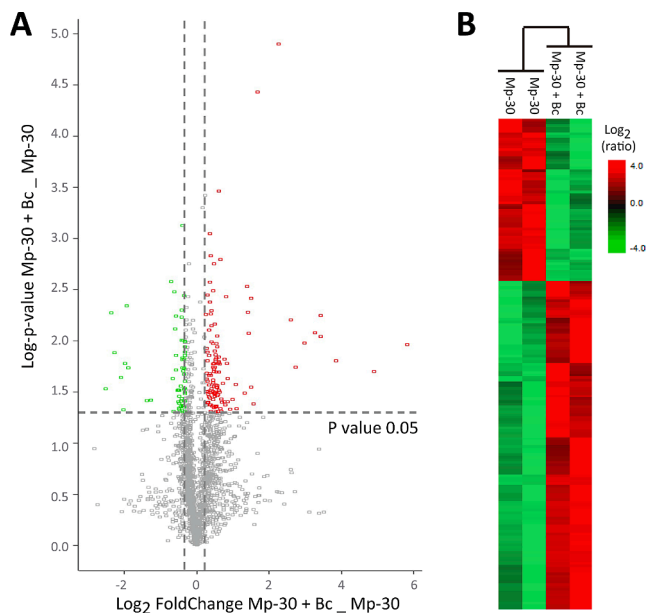 A
Log-p-value Mp-30 + Bc _ Mp-30
5.0
4.5
4.0
3.5
3.0
2.5
2.0
1.5
1.0
0.5
0.0
P value 0.05
-2
0
2
4
6
Log2 FoldChange Mp-30 + Bc _ Mp-30
B
Mp-30
Mp-30
Mp-30 + Bc
Mp-30 + Bc
Log2
(ratio)
4.0
0.0
-4.0